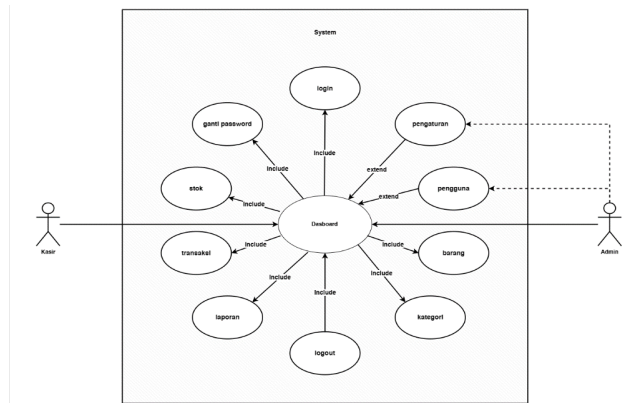 System
login
ganti password
pengaturan
include
include
extend
stok
include
extend
pengguna
Dasboard
Kasir
Admin
transaksi
include
include
barang
include
include
laporan
include
kategori
logout